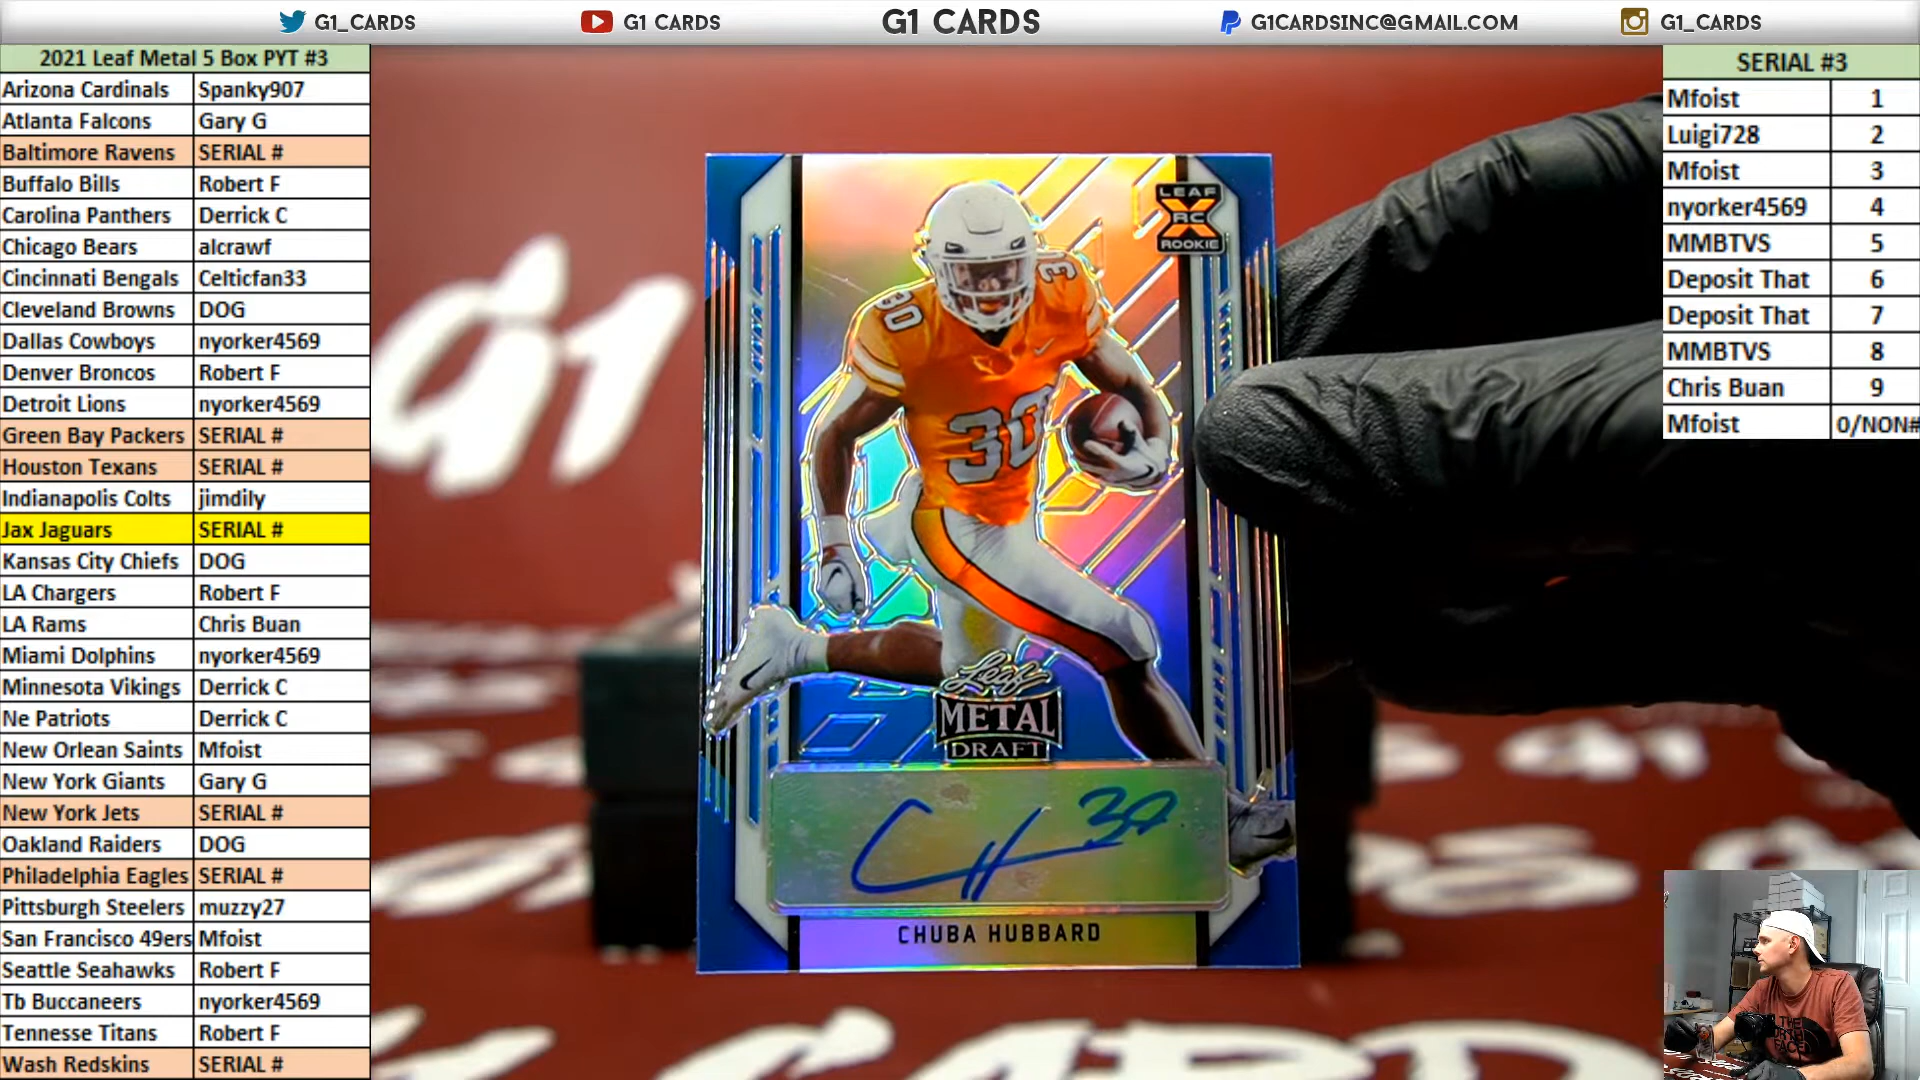 G1_CARDS
G1 CARDS
G1 CARDS
G1CARDSINC@GMAIL.COM
G1_CARDS
2021 Leaf Metal 5 Box PYT #3
Arizona Cardinals Spanky907
Atlanta Falcons Gary G
Baltimore Ravens SERIAL #
Buffalo Bills Robert F
Carolina Panthers Derrick C
Chicago Bears alcrawf
Cincinnati Bengals Celticfan33
Cleveland Browns DOG
Dallas Cowboys nyorker4569
Denver Broncos Robert F
Detroit Lions nyorker4569
Green Bay Packers SERIAL #
Houston Texans SERIAL #
Indianapolis Colts jimdily
Jax Jaguars SERIAL #
Kansas City Chiefs DOG
LA Chargers Robert F
LA Rams Chris Buan
Miami Dolphins nyorker4569
Minnesota Vikings Derrick C
Ne Patriots Derrick C
New Orlean Saints Mfoist
New York Giants Gary G
New York Jets SERIAL #
Oakland Raiders DOG
Philadelphia Eagles SERIAL #
Pittsburgh Steelers muzzy27
San Francisco 49ers Mfoist
Seattle Seahawks Robert F
Tb Buccaneers nyorker4569
Tennesse Titans Robert F
Wash Redskins SERIAL #
SERIAL #3
Mfoist 1
Luigi728 2
Mfoist 3
nyorker4569 4
MMBTVS 5
Deposit That 6
Deposit That 7
MMBTVS 8
Chris Buan 9
Mfoist 0/NON#
G1
LEAF
X
RC
ROOKIE
30
3
30
Leaf
METAL
DRAFT
CH 30
CHUBA HUBBARD
THE
NORTH
FACE